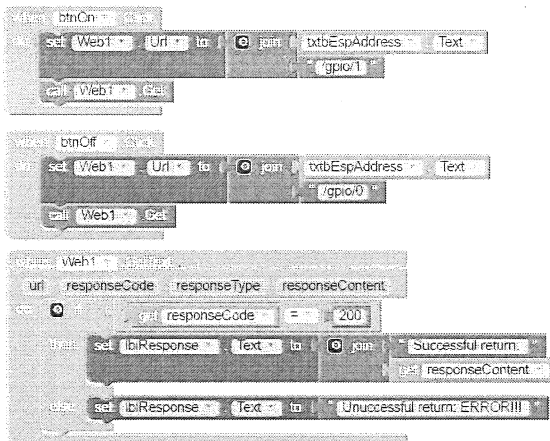 when btnOn Click
do set Web1 . Url to join txtbEspAddress . Text
" /gpio/1 "
call Web1 .Get
when btnOff Click
do set Web1 . Url to join txtbEspAddress . Text
" /gpio/0 "
call Web1 .Get
when Web1
url responseCode responseType responseContent
do if get responseCode = 200
then set lblResponse . Text to join " Successful return: "
get responseContent
else set lblResponse . Text to " Unuccessful return: ERROR!!! "